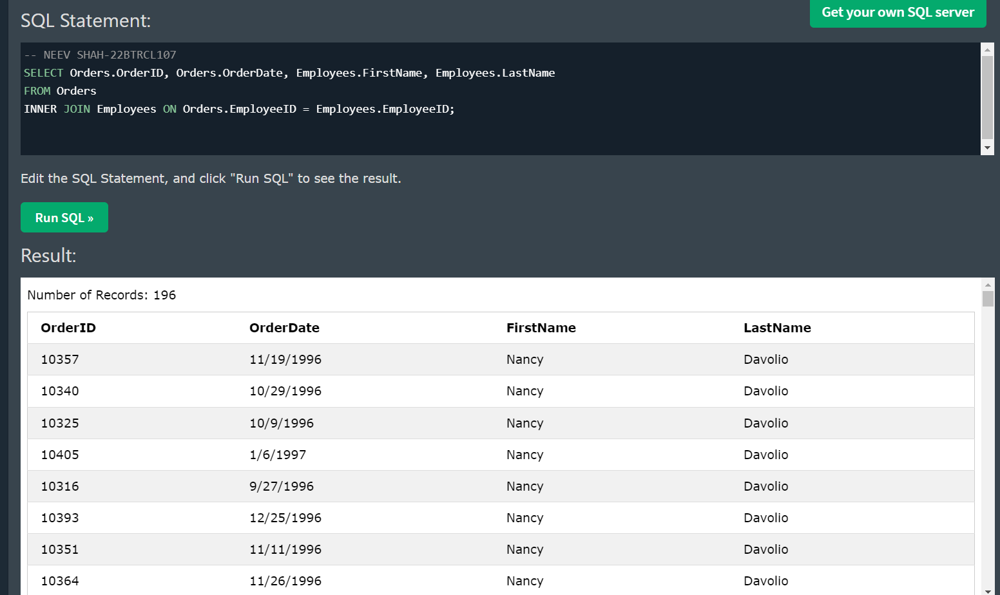 SQL Statement:
Get your own SQL server
-- NEEV SHAH-22BTRCL107
SELECT Orders.OrderID, Orders.OrderDate, Employees.FirstName, Employees.LastName
FROM Orders
INNER JOIN Employees ON Orders.EmployeeID = Employees.EmployeeID;
Edit the SQL Statement, and click "Run SQL" to see the result.
Run SQL »
Result:
Number of Records: 196
OrderID OrderDate FirstName LastName
10357 11/19/1996 Nancy Davolio
10340 10/29/1996 Nancy Davolio
10325 10/9/1996 Nancy Davolio
10405 1/6/1997 Nancy Davolio
10316 9/27/1996 Nancy Davolio
10393 12/25/1996 Nancy Davolio
10351 11/11/1996 Nancy Davolio
10364 11/26/1996 Nancy Davolio